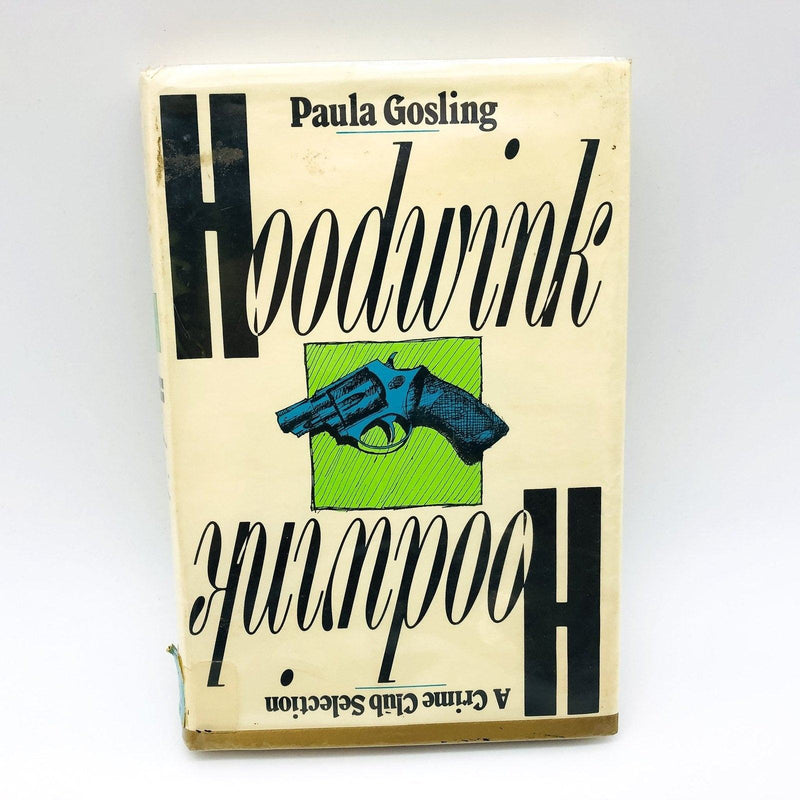 Paula Gosling
Hoodwink
Hoodwink
A Crime Club Selection